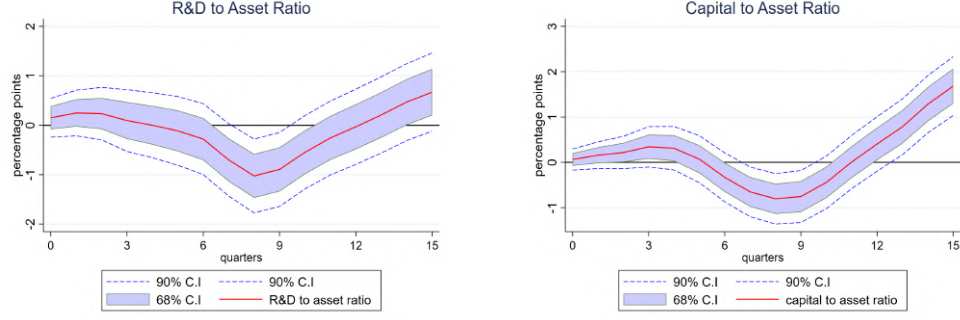 R&D to Asset Ratio
percentage points
2
1
0
-1
-2
0 3 6 9 12 15
quarters
90% C.I 90% C.I
68% C.I R&D to asset ratio
Capital to Asset Ratio
percentage points
3
2
1
0
-1
0 3 6 9 12 15
quarters
90% C.I 90% C.I
68% C.I capital to asset ratio